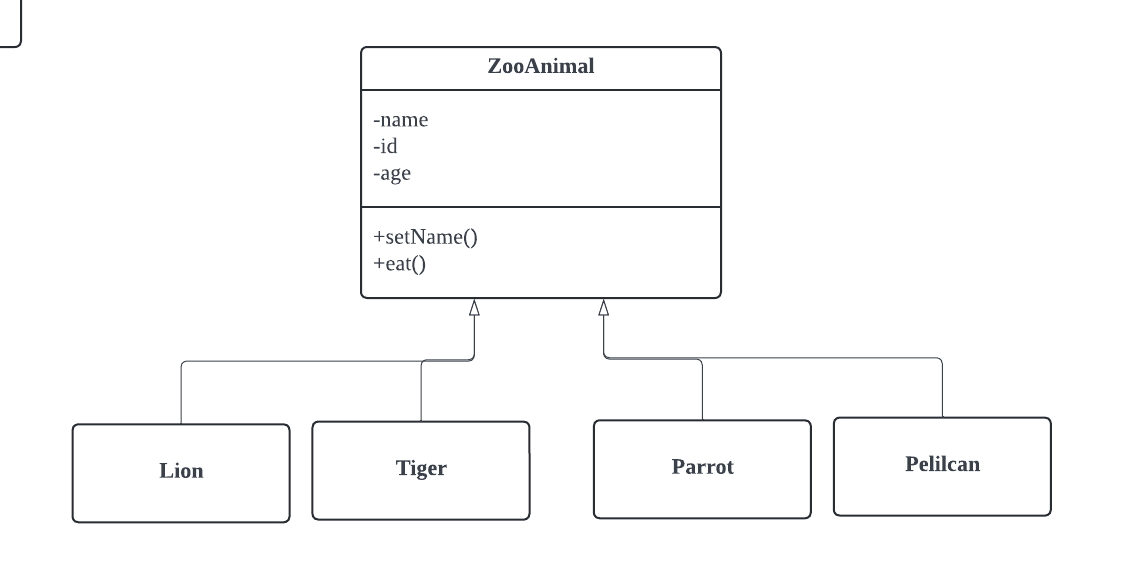 ZooAnimal
-name
-id
-age
+setName()
+eat()
Lion
Tiger
Parrot
Pelilcan